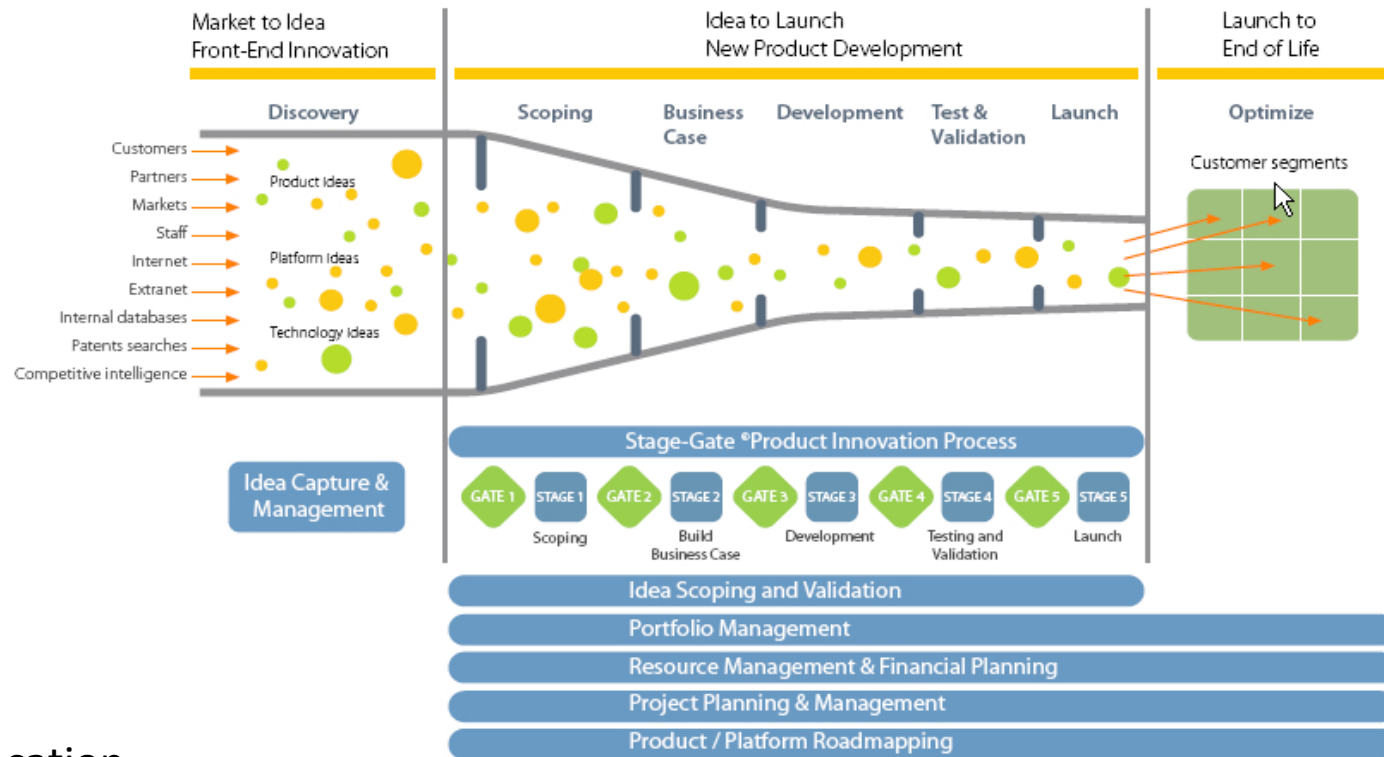 Market to Idea
Front-End Innovation
Idea to Launch
New Product Development
Launch to
End of Life
Discovery
Scoping
Business
Case
Development
Test &
Validation
Launch
Optimize
Customers
Partners
Markets
Staff
Internet
Extranet
Internal databases
Patents searches
Competitive intelligence
Product Ideas
Platform Ideas
Technology Ideas
Customer segments
Idea Capture &
Management
Stage-Gate ®Product Innovation Process
GATE 1
STAGE 1
GATE 2
STAGE 2
GATE 3
STAGE 3
GATE 4
STAGE 4
GATE 5
STAGE 5
Scoping
Build
Business Case
Development
Testing and
Validation
Launch
Idea Scoping and Validation
Portfolio Management
Resource Management & Financial Planning
Project Planning & Management
Product / Platform Roadmapping